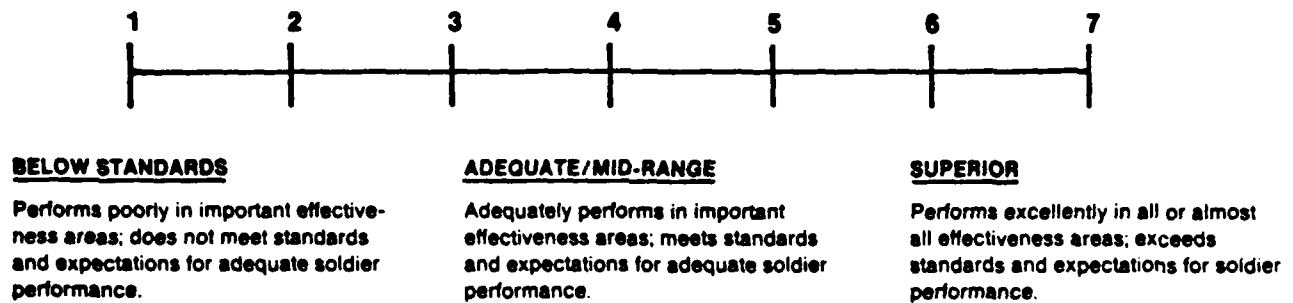 1 2 3 4 5 6 7
BELOW STANDARDS
Performs poorly in important effective-
ness areas; does not meet standards
and expectations for adequate soldier
performance.
ADEQUATE/MID-RANGE
Adequately performs in important
effectiveness areas; meets standards
and expectations for adequate soldier
performance.
SUPERIOR
Performs excellently in all or almost
all effectiveness areas; exceeds
standards and expectations for soldier
performance.